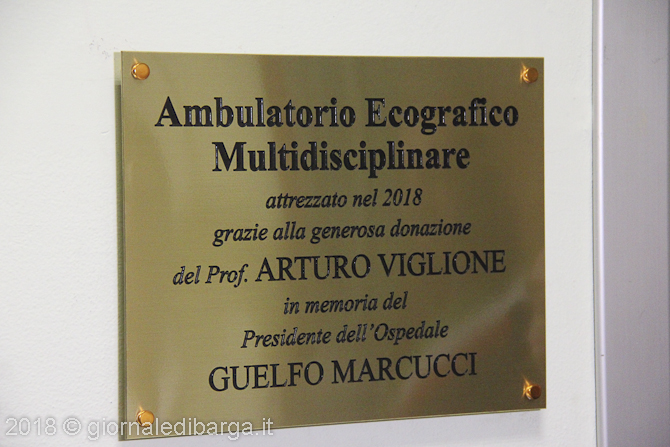 Ambulatorio Ecografico
Multidisciplinare
attrezzato nel 2018
grazie alla generosa donazione
del Prof. ARTURO VIGLIONE
in memoria del
Presidente dell'Ospedale
GUELFO MARCUCCI
2018 © giornaledibarga.it